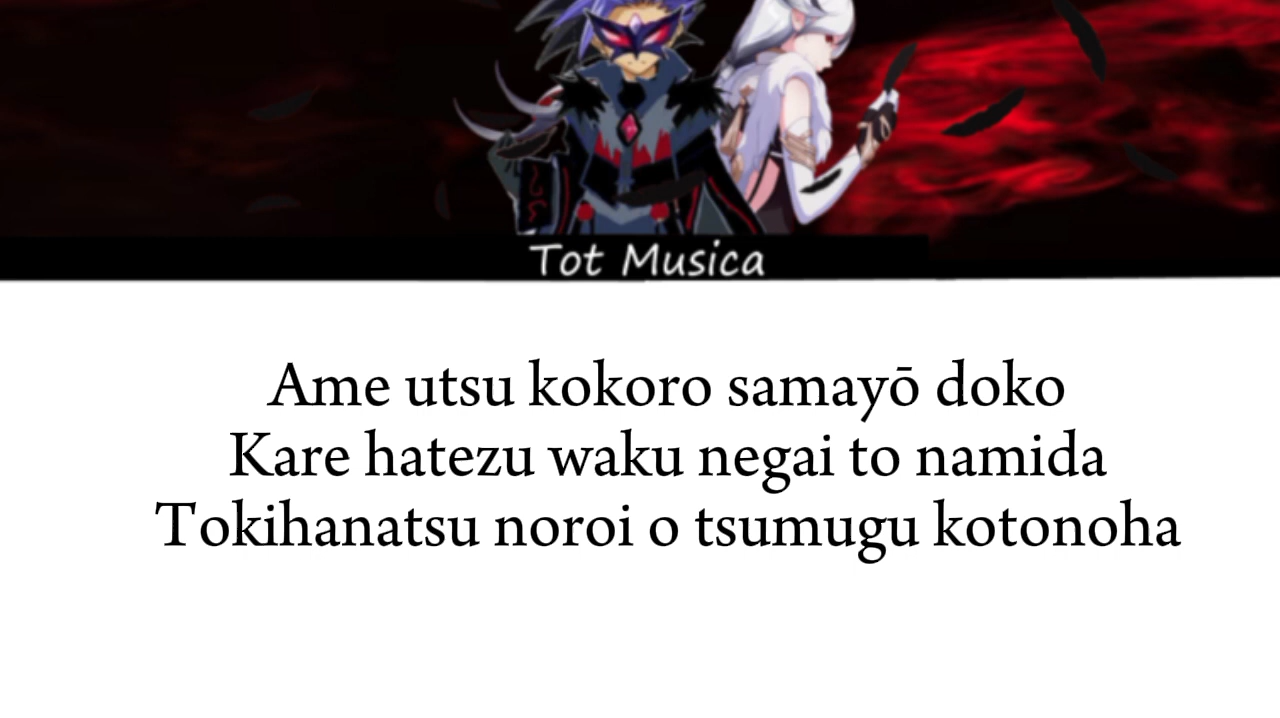 Tot Musica
Ame utsu kokoro samayō doko
Kare hatezu waku negai to namida
Tokihanatsu noroi o tsumugu kotonoha